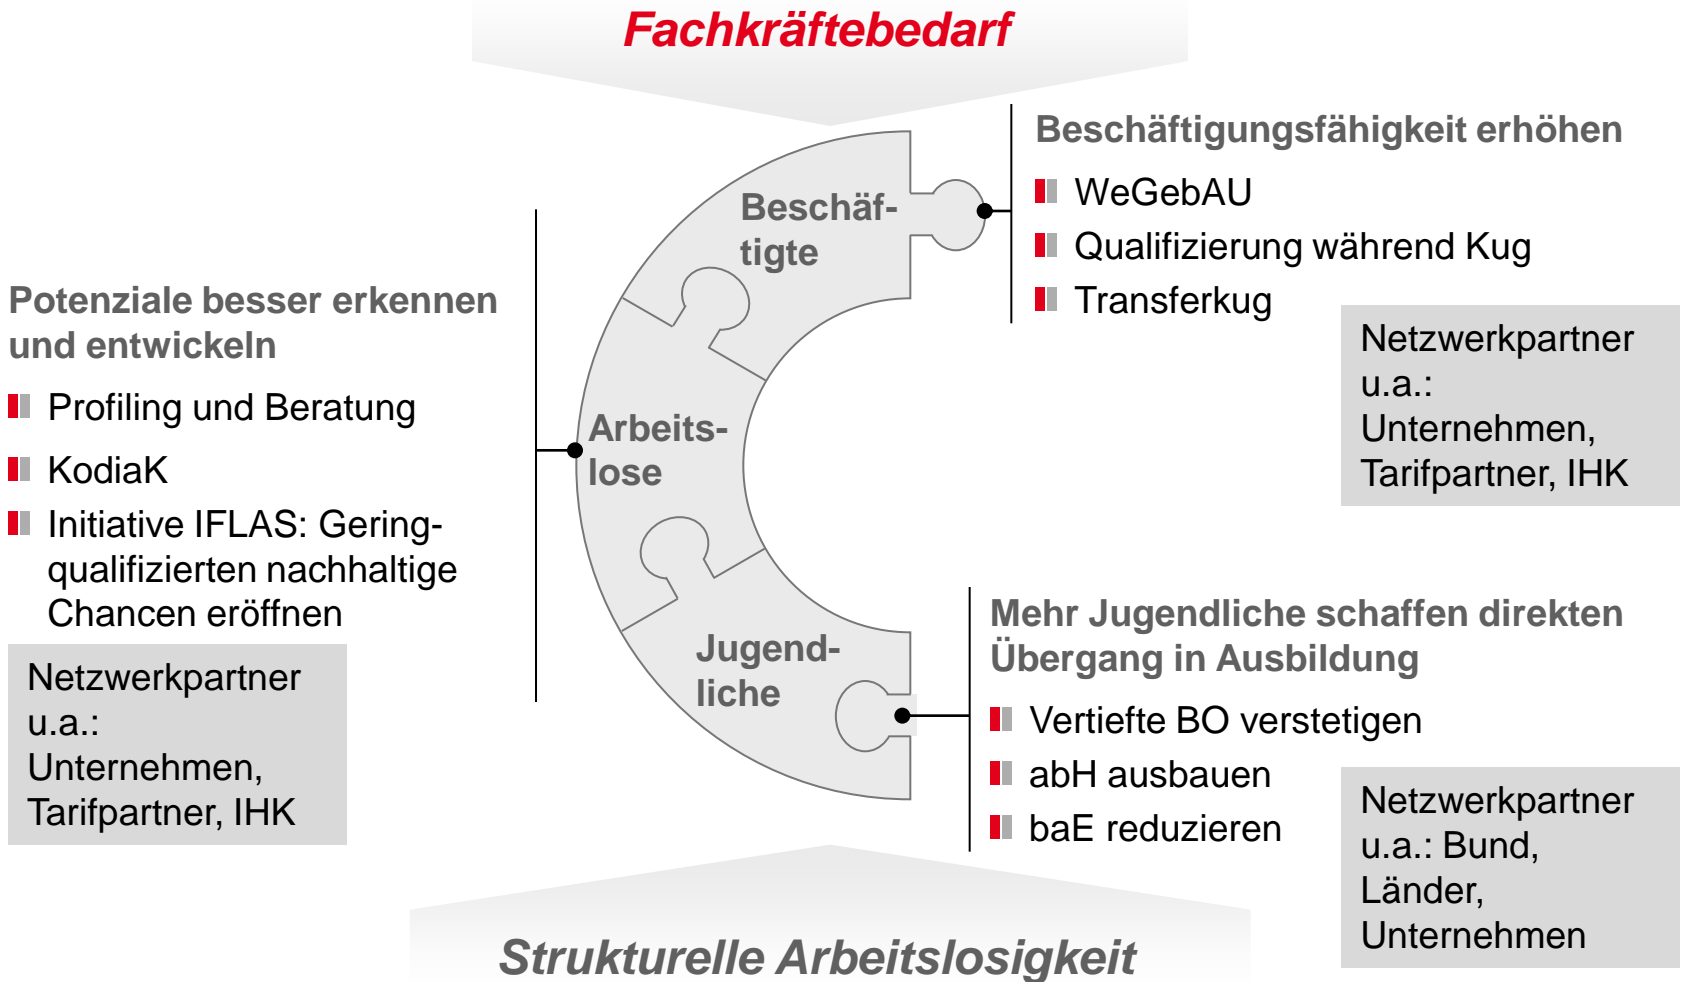 Fachkräftebedarf
Beschäftigungsfähigkeit erhöhen
WeGebAU
Qualifizierung während Kug
Transferkug
Netzwerkpartner
u.a.:
Unternehmen,
Tarifpartner, IHK
Beschäf-
tigte
Arbeits-
lose
Jugend-
liche
Potenziale besser erkennen
und entwickeln
Profiling und Beratung
KodiaK
Initiative IFLAS: Gering-
qualifizierten nachhaltige
Chancen eröffnen
Netzwerkpartner
u.a.:
Unternehmen,
Tarifpartner, IHK
Mehr Jugendliche schaffen direkten
Übergang in Ausbildung
Vertiefte BO verstetigen
abH ausbauen
baE reduzieren
Netzwerkpartner
u.a.: Bund,
Länder,
Unternehmen
Strukturelle Arbeitslosigkeit